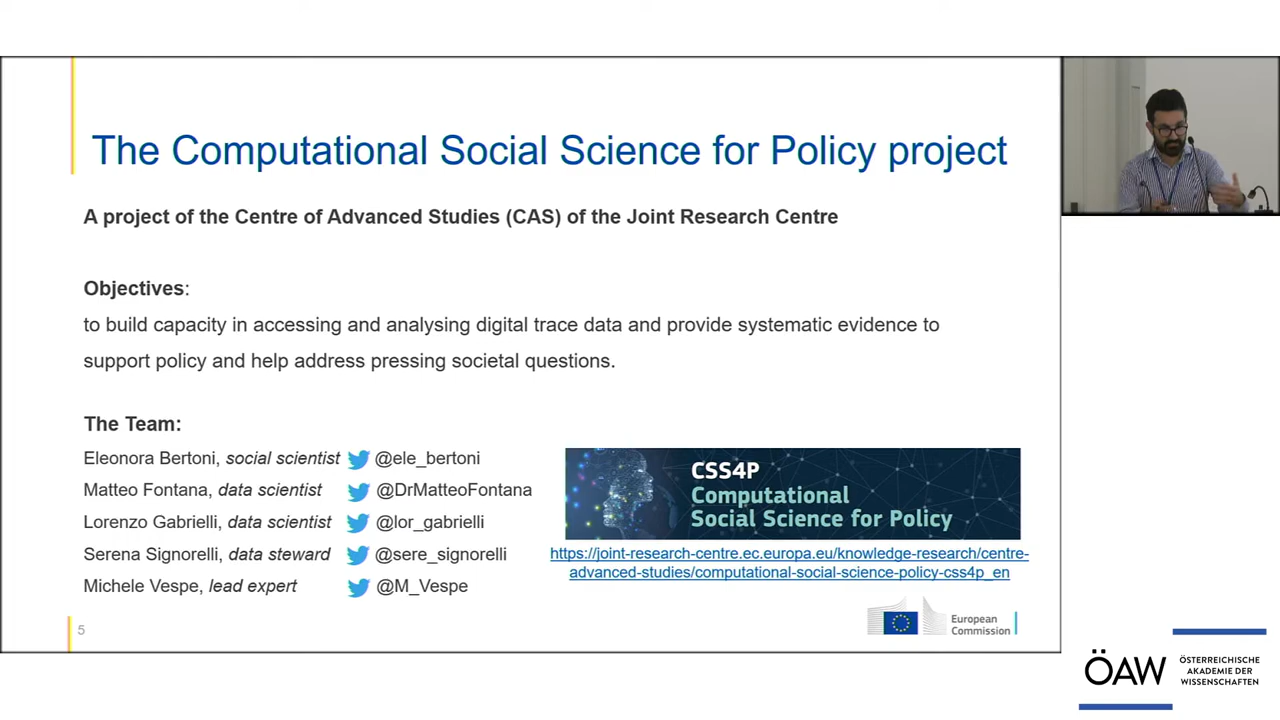 The Computational Social Science for Policy project
A project of the Centre of Advanced Studies (CAS) of the Joint Research Centre
Objectives:
to build capacity in accessing and analysing digital trace data and provide systematic evidence to
support policy and help address pressing societal questions.
The Team:
Eleonora Bertoni, social scientist @ele_bertoni
Matteo Fontana, data scientist @DrMatteoFontana
Lorenzo Gabrielli, data scientist @lor_gabrielli
Serena Signorelli, data steward @sere_signorelli
Michele Vespe, lead expert @M_Vespe
CSS4P
Computational
Social Science for Policy
https://joint-research-centre.ec.europa.eu/knowledge-research/centre-
advanced-studies/computational-social-science-policy-css4p_en
5
European
Commission
ÖAW
ÖSTERREICHISCHE
AKADEMIE DER
WISSENSCHAFTEN